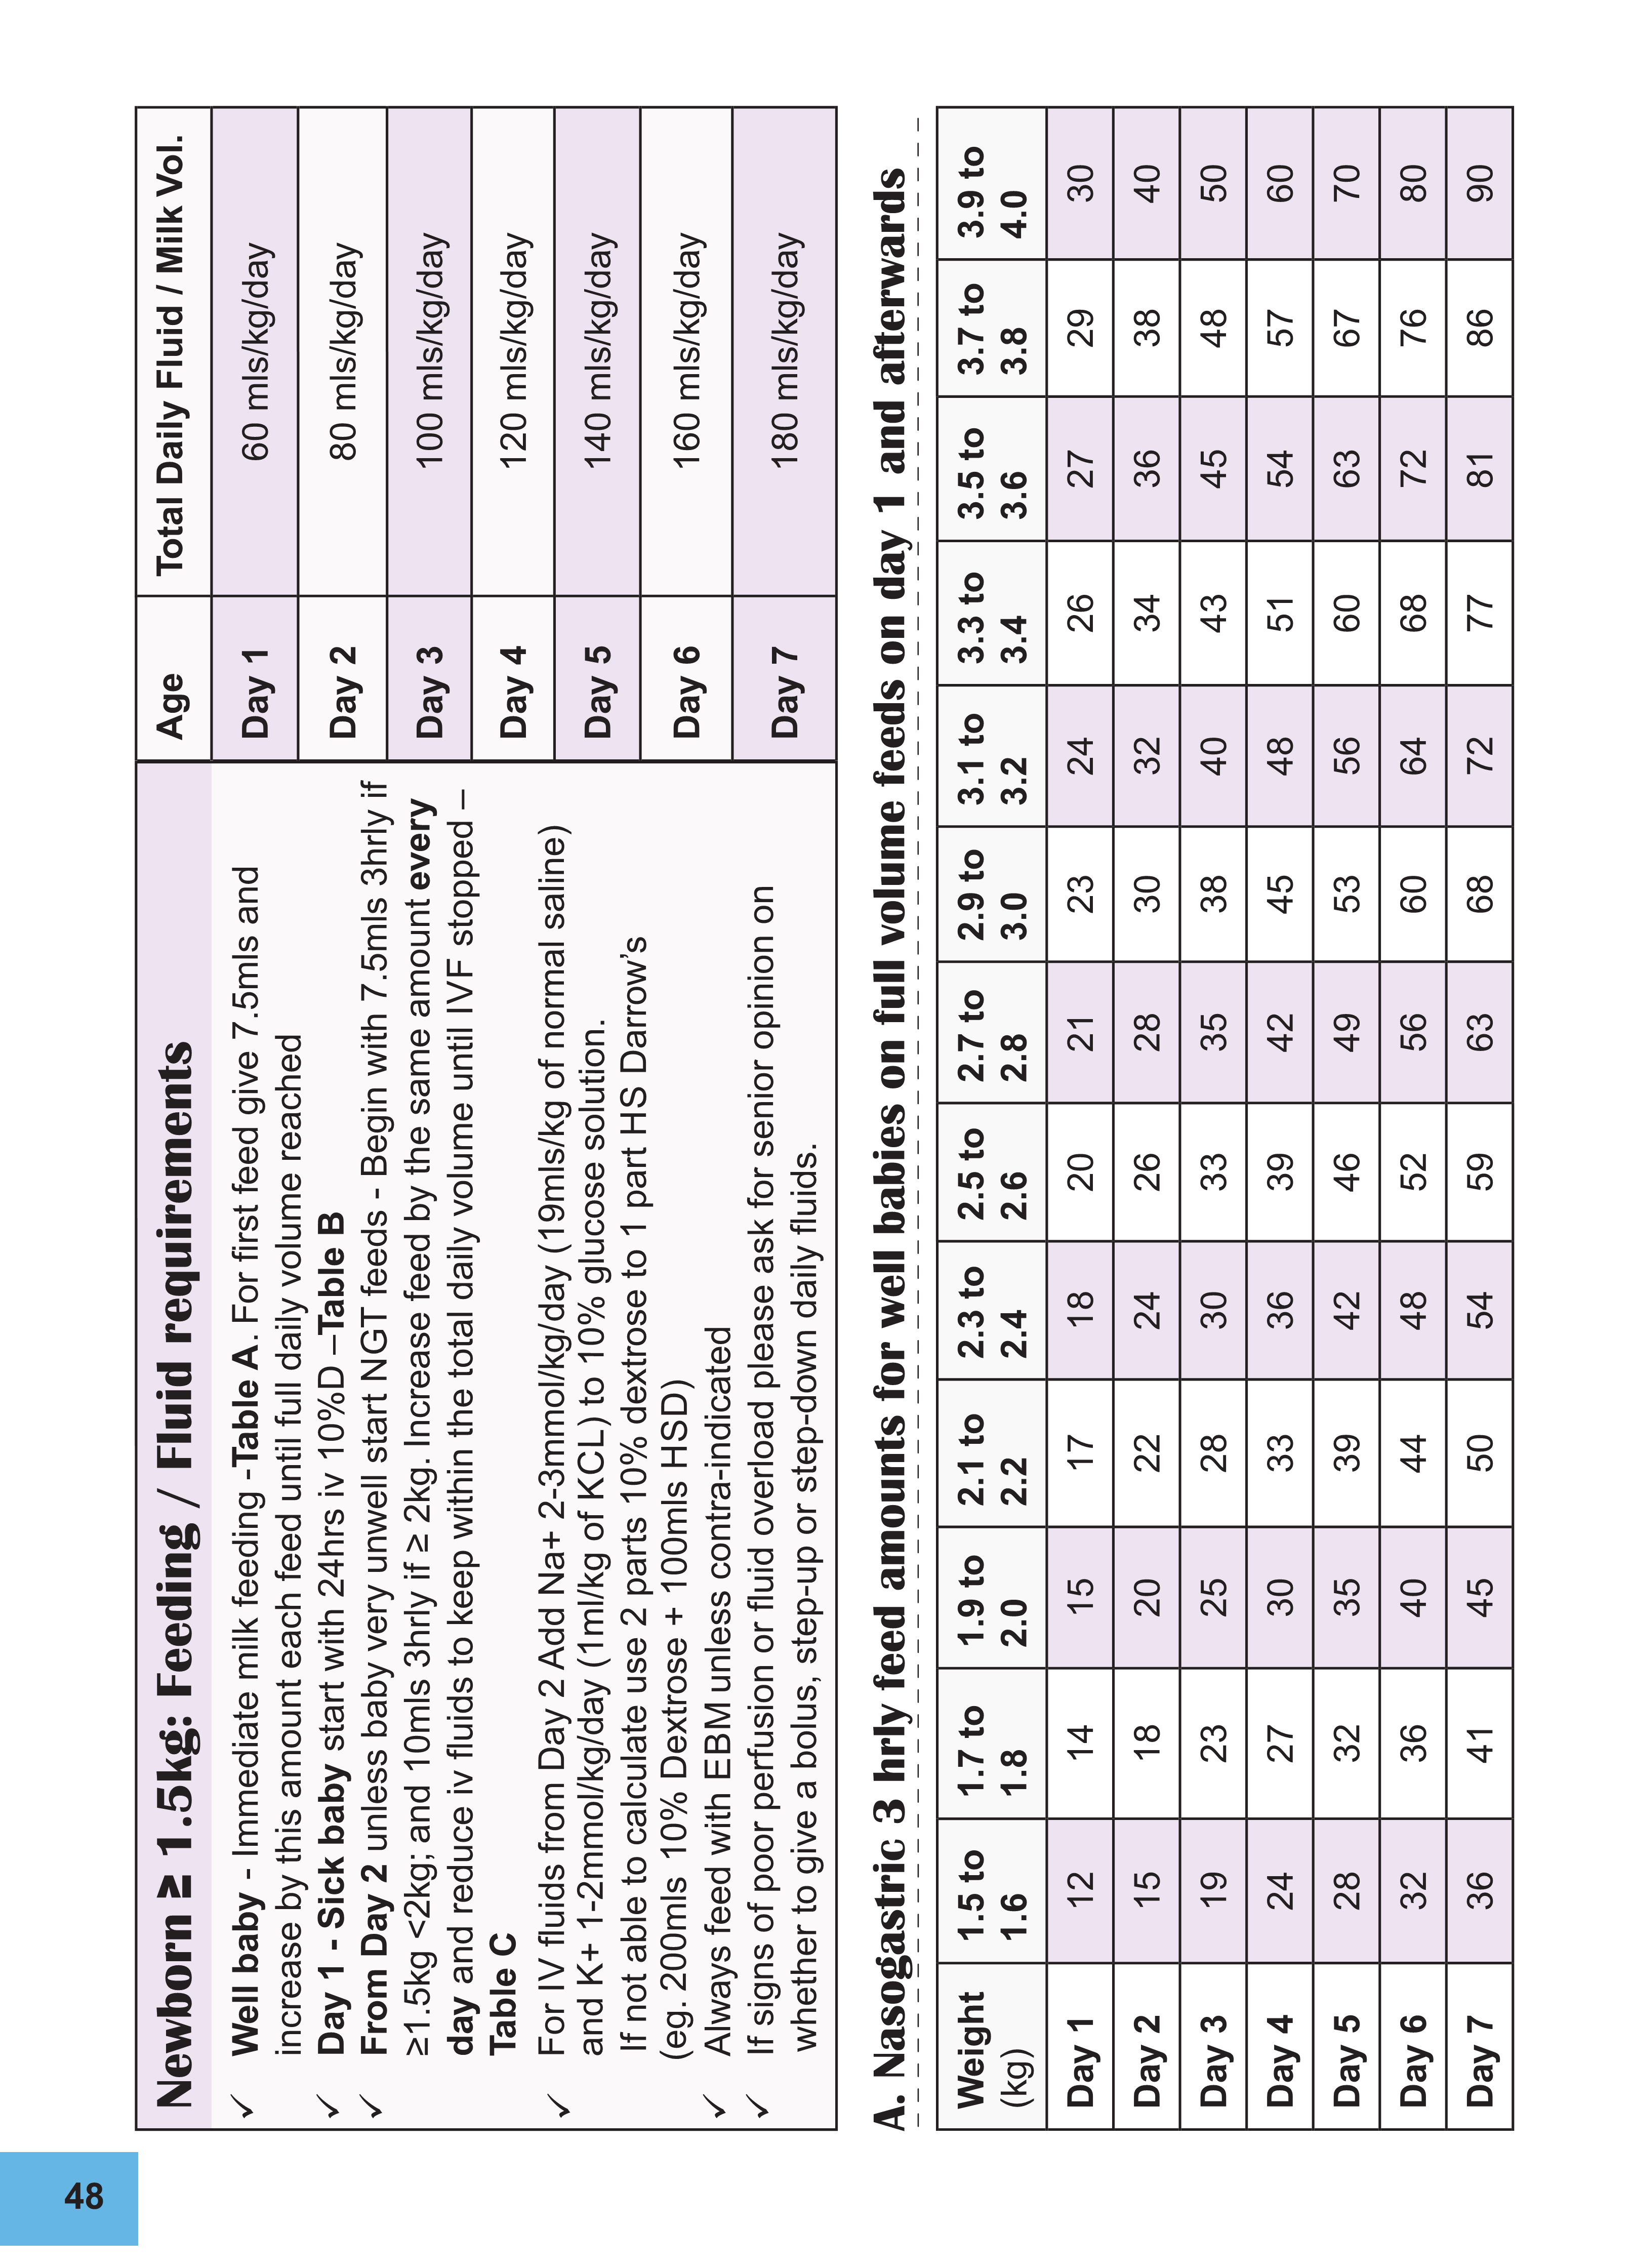 48
Newborn ≥ 1.5kg: Feeding / Fluid requirements
✓ Well baby - Immediate milk feeding -Table A. For first feed give 7.5mls and
increase by this amount each feed until full daily volume reached
✓ Day 1 - Sick baby start with 24hrs iv 10%D –Table B
✓ From Day 2 unless baby very unwell start NGT feeds - Begin with 7.5mls 3hrly if
≥1.5kg <2kg; and 10mls 3hrly if ≥ 2kg. Increase feed by the same amount every
day and reduce iv fluids to keep within the total daily volume until IVF stopped –
Table C
✓ For IV fluids from Day 2 Add Na+ 2-3mmol/kg/day (19mls/kg of normal saline)
and K+ 1-2mmol/kg/day (1ml/kg of KCL) to 10% glucose solution.
If not able to calculate use 2 parts 10% dextrose to 1 part HS Darrow’s
(eg. 200mls 10% Dextrose + 100mls HSD)
✓ Always feed with EBM unless contra-indicated
✓ If signs of poor perfusion or fluid overload please ask for senior opinion on
whether to give a bolus, step-up or step-down daily fluids.
Age Total Daily Fluid / Milk Vol.
Day 1 60 mls/kg/day
Day 2 80 mls/kg/day
Day 3 100 mls/kg/day
Day 4 120 mls/kg/day
Day 5 140 mls/kg/day
Day 6 160 mls/kg/day
Day 7 180 mls/kg/day
A. Nasogastric 3 hrly feed amounts for well babies on full volume feeds on day 1 and afterwards
Weight 1.5 to 1.7 to 1.9 to 2.1 to 2.3 to 2.5 to 2.7 to 2.9 to 3.1 to 3.3 to 3.5 to 3.7 to 3.9 to
(kg) 1.6 1.8 2.0 2.2 2.4 2.6 2.8 3.0 3.2 3.4 3.6 3.8 4.0
Day 1 12 14 15 17 18 20 21 23 24 26 27 29 30
Day 2 15 18 20 22 24 26 28 30 32 34 36 38 40
Day 3 19 23 25 28 30 33 35 38 40 43 45 48 50
Day 4 24 27 30 33 36 39 42 45 48 51 54 57 60
Day 5 28 32 35 39 42 46 49 53 56 60 63 67 70
Day 6 32 36 40 44 48 52 56 60 64 68 72 76 80
Day 7 36 41 45 50 54 59 63 68 72 77 81 86 90